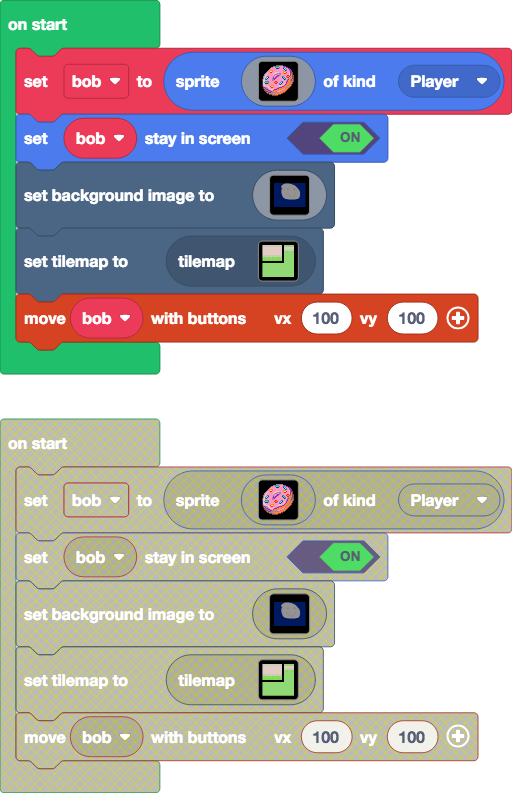 on start
set bob to sprite of kind Player
set bob stay in screen ON
set background image to
set tilemap to tilemap
move bob with buttons vx 100 vy 100
on start
set bob to sprite of kind Player
set bob stay in screen ON
set background image to
set tilemap to tilemap
move bob with buttons vx 100 vy 100